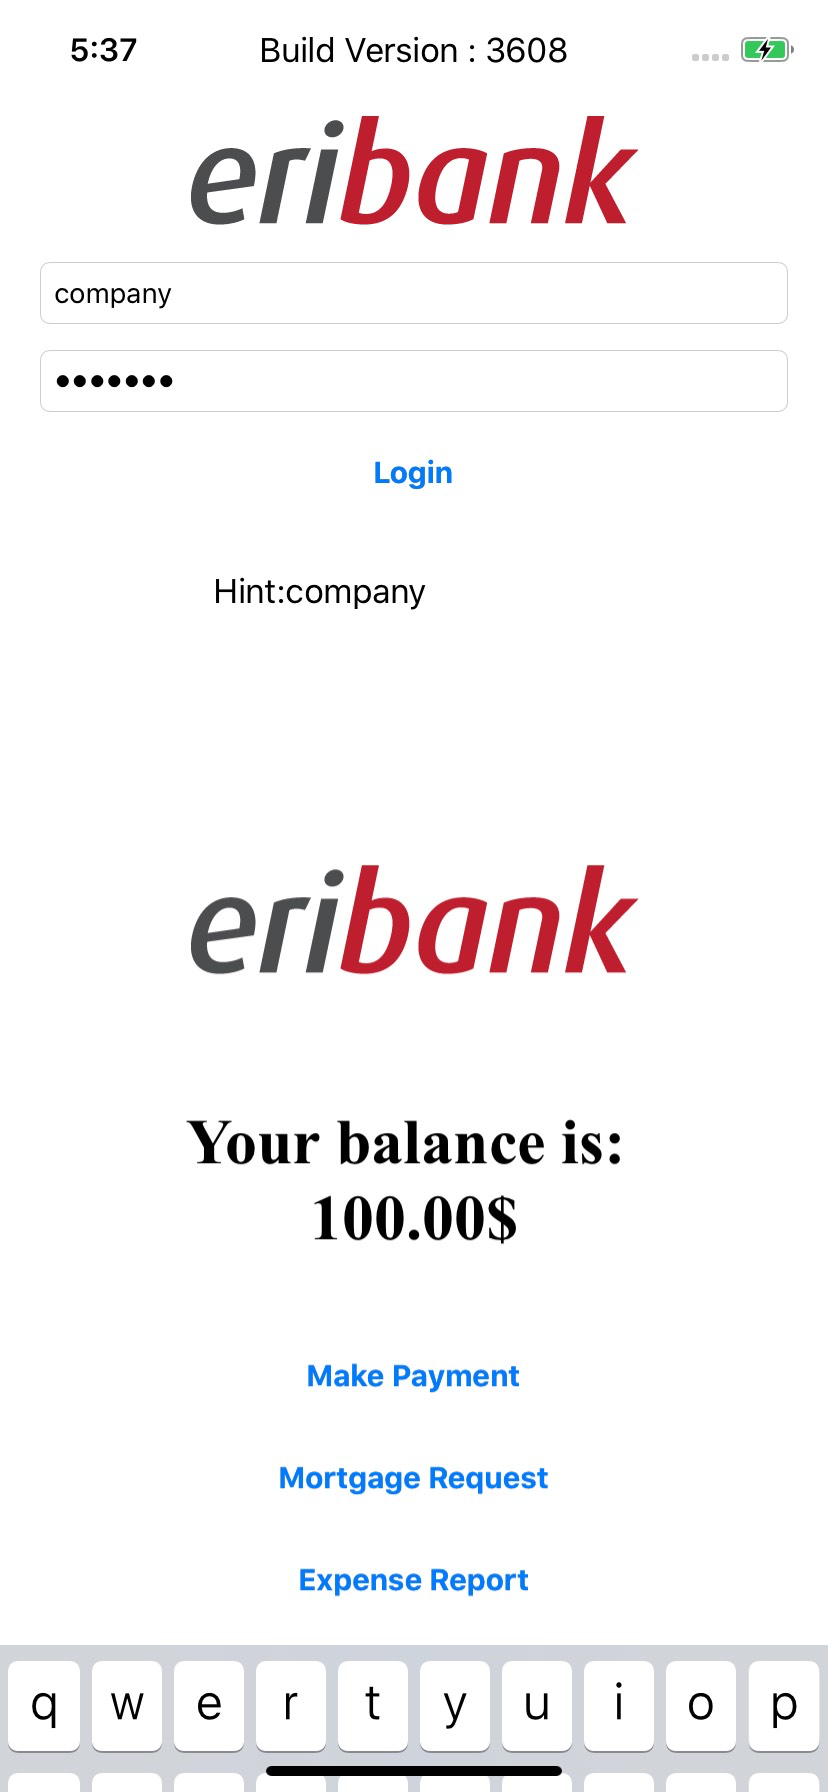 5:37 Build Version : 3608
eribank
company
•••••••
Login
Hint:company
eribank
Your balance is:
100.00$
Make Payment
Mortgage Request
Expense Report
q w e r t y u i o p